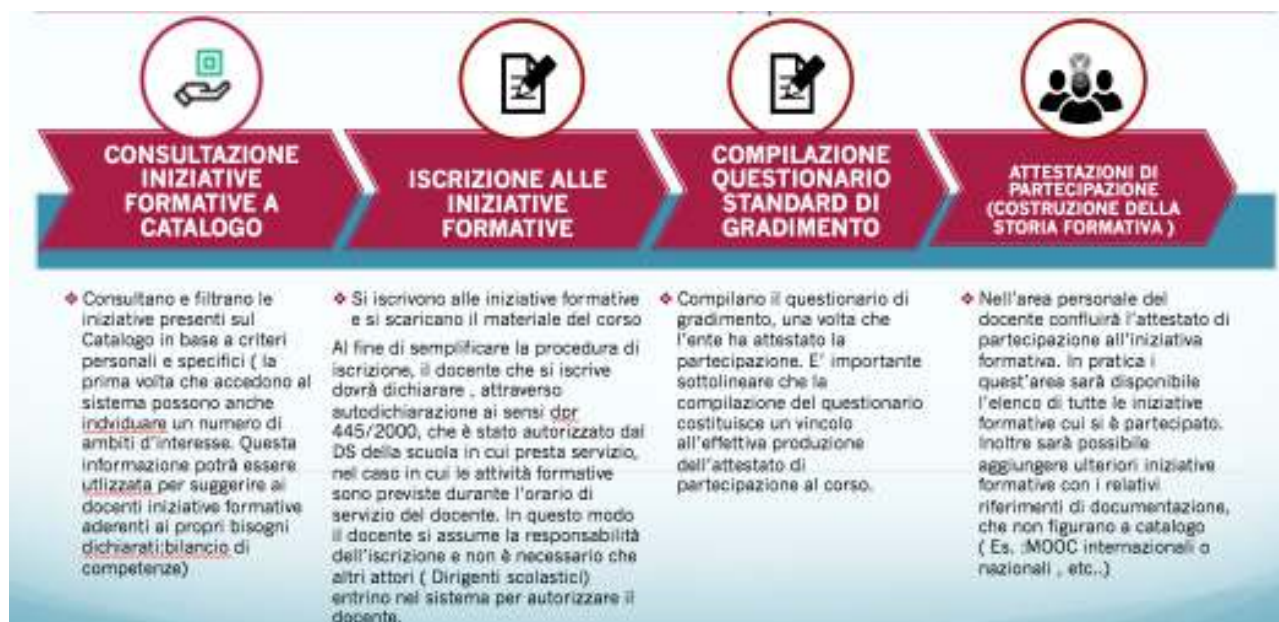 CONSULTAZIONE
INIZIATIVE
FORMATIVE A
CATALOGO
ISCRIZIONE ALLE
INIZIATIVE
FORMATIVE
COMPILAZIONE
QUESTIONARIO
STANDARD DI
GRADIMENTO
ATTESTAZIONI DI
PARTECIPAZIONE
(COSTRUZIONE DELLA
STORIA FORMATIVA )
❖ Consultano e filtrano le
iniziative presenti sul
Catalogo in base a criteri
personali e specifici ( la
prima volta che accedono al
sistema possono anche
indviduare un numero di
ambiti d'interesse. Questa
informazione potrà essere
utlizzata per suggerire ai
docenti iniziative formative
aderenti ai propri bisogni
dichiarati:bilancio di
competenze)
❖ Si iscrivono alle iniziative formative
e si scaricano il materiale del corso
Al fine di semplificare la procedura di
iscrizione, il docente che si iscrive
dovrà dichiarare , attraverso
autodichiarazione ai sensi dpr
445/2000, che è stato autorizzato dal
DS della scuola in cui presta servizio,
nel caso in cui le attività formative
sono previste durante l'orario di
servizio del docente. In questo modo
il docente si assume la responsabilità
dell'iscrizione e non è necessario che
altri attori ( Dirigenti scolastici)
entrino nel sistema per autorizzare il
docente.
❖ Compilano il questionario di
gradimento, una volta che
l'ente ha attestato la
partecipazione. E' importante
sottolineare che la
compilazione del questionario
costituisce un vincolo
all'effettiva produzione
dell'attestato di
partecipazione al corso.
❖ Nell'area personale del
docente confluirà l'attestato di
partecipazione all'iniziativa
formativa. In pratica i
quest'area sarà disponibile
l'elenco di tutte le iniziative
formative cui si è partecipato.
Inoltre sarà possibile
aggiungere ulteriori iniziative
formative con i relativi
riferimenti di documentazione,
che non figurano a catalogo
( Es. :MOOC internazionali o
nazionali , etc..)